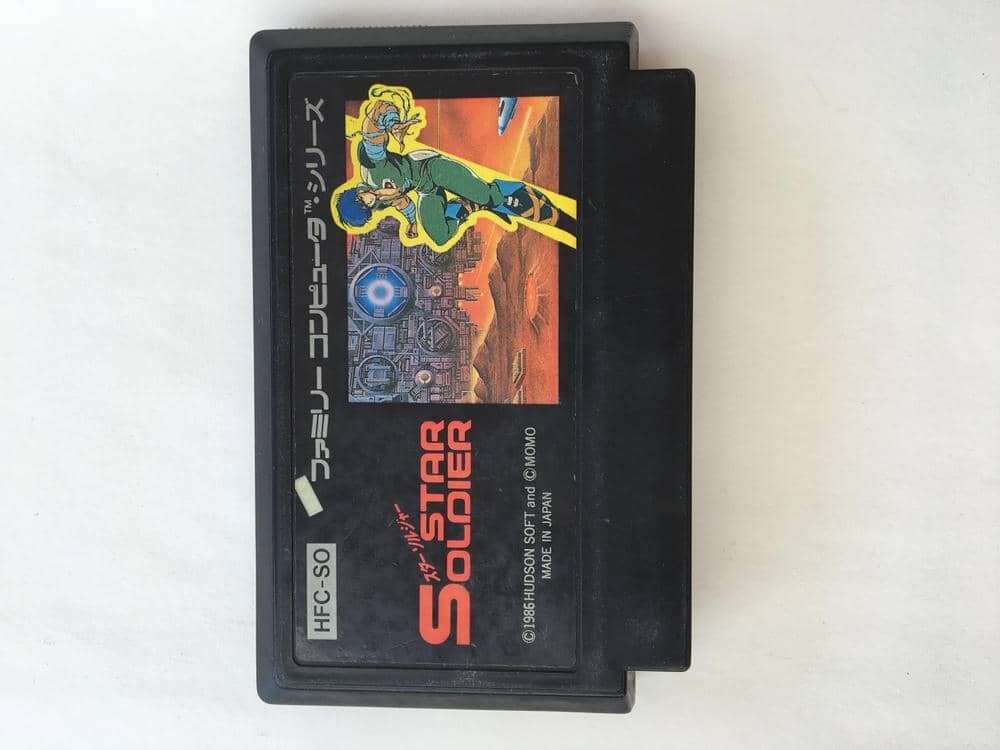 ファミリー コンピュータ™・シリーズ
HFC-SO
スター ソルジャー
STAR
SOLDIER
©1986 HUDSON SOFT and ©MOMO
MADE IN JAPAN